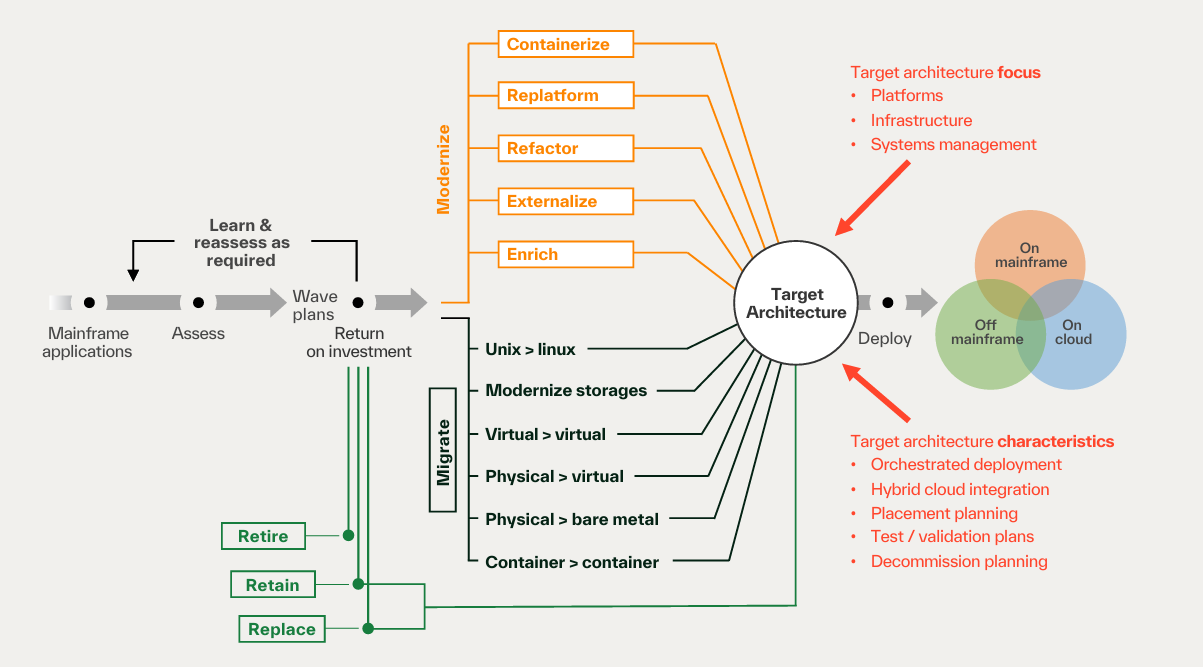 Containerize
Replatform
Refactor
Externalize
Enrich
Modernize
Target architecture focus
• Platforms
• Infrastructure
• Systems management
Learn &
reassess as
required
Mainframe
applications
Assess
Wave
plans
Return
on investment
Target
Architecture
Deploy
On
mainframe
Off
mainframe
On
cloud
Migrate
Unix > linux
Modernize storages
Virtual > virtual
Physical > virtual
Physical > bare metal
Container > container
Target architecture characteristics
• Orchestrated deployment
• Hybrid cloud integration
• Placement planning
• Test / validation plans
• Decommission planning
Retire
Retain
Replace